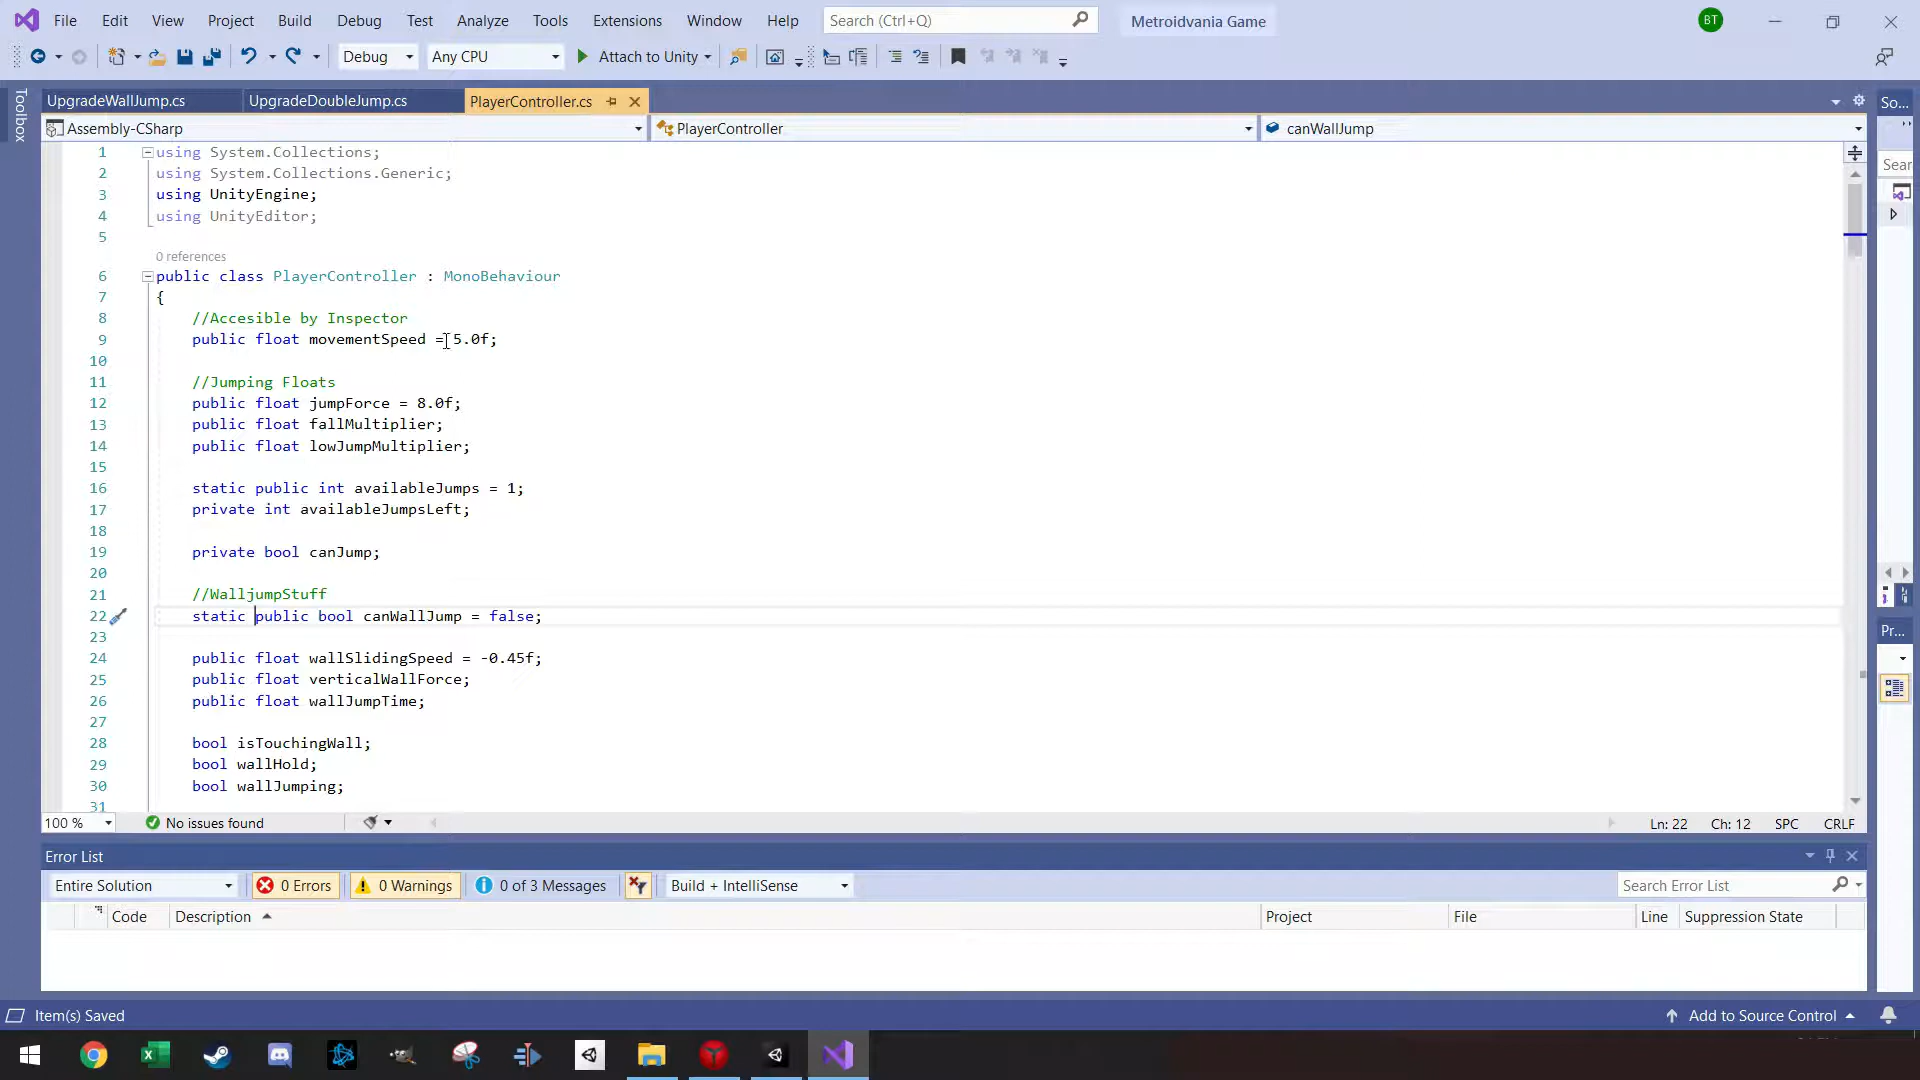 File Edit View Project Build Debug Test Analyze Tools Extensions Window Help Search (Ctrl+Q) Metroidvania Game BT
Debug Any CPU Attach to Unity
Toolbox
UpgradeWallJump.cs UpgradeDoubleJump.cs PlayerController.cs So...
Assembly-CSharp PlayerController canWallJump
Sear
1 using System.Collections;
2 using System.Collections.Generic;
3 using UnityEngine;
4 using UnityEditor;
5
0 references
6 public class PlayerController : MonoBehaviour
7 {
8 //Accesible by Inspector
9 public float movementSpeed = 5.0f;
10
11 //Jumping Floats
12 public float jumpForce = 8.0f;
13 public float fallMultiplier;
14 public float lowJumpMultiplier;
15
16 static public int availableJumps = 1;
17 private int availableJumpsLeft;
18
19 private bool canJump;
20
21 //WalljumpStuff
22 static public bool canWallJump = false;
23
24 public float wallSlidingSpeed = -0.45f;
25 public float verticalWallForce;
26 public float wallJumpTime;
27
28 bool isTouchingWall;
29 bool wallHold;
30 bool wallJumping;
31
Pr...
100 % No issues found Ln: 22 Ch: 12 SPC CRLF
Error List
Entire Solution 0 Errors 0 Warnings 0 of 3 Messages Build + IntelliSense Search Error List
Code Description Project File Line Suppression State
Item(s) Saved Add to Source Control